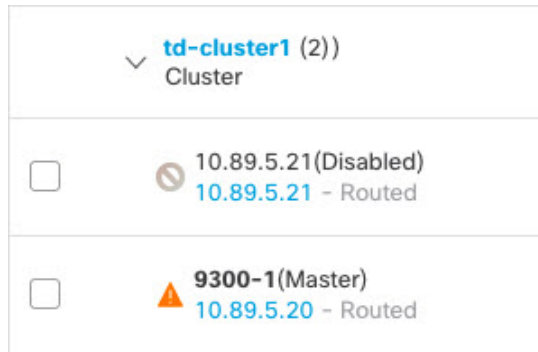 td-cluster1 (2))
Cluster
10.89.5.21(Disabled)
10.89.5.21 - Routed
9300-1(Master)
10.89.5.20 - Routed